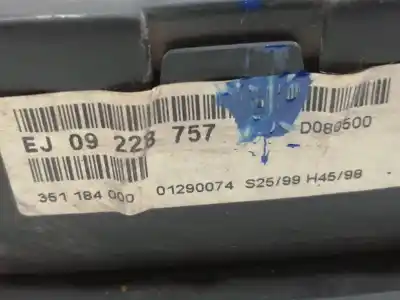 EJ 09 228 757 D080500
351 184 000 01290074 S25/99 H45/98